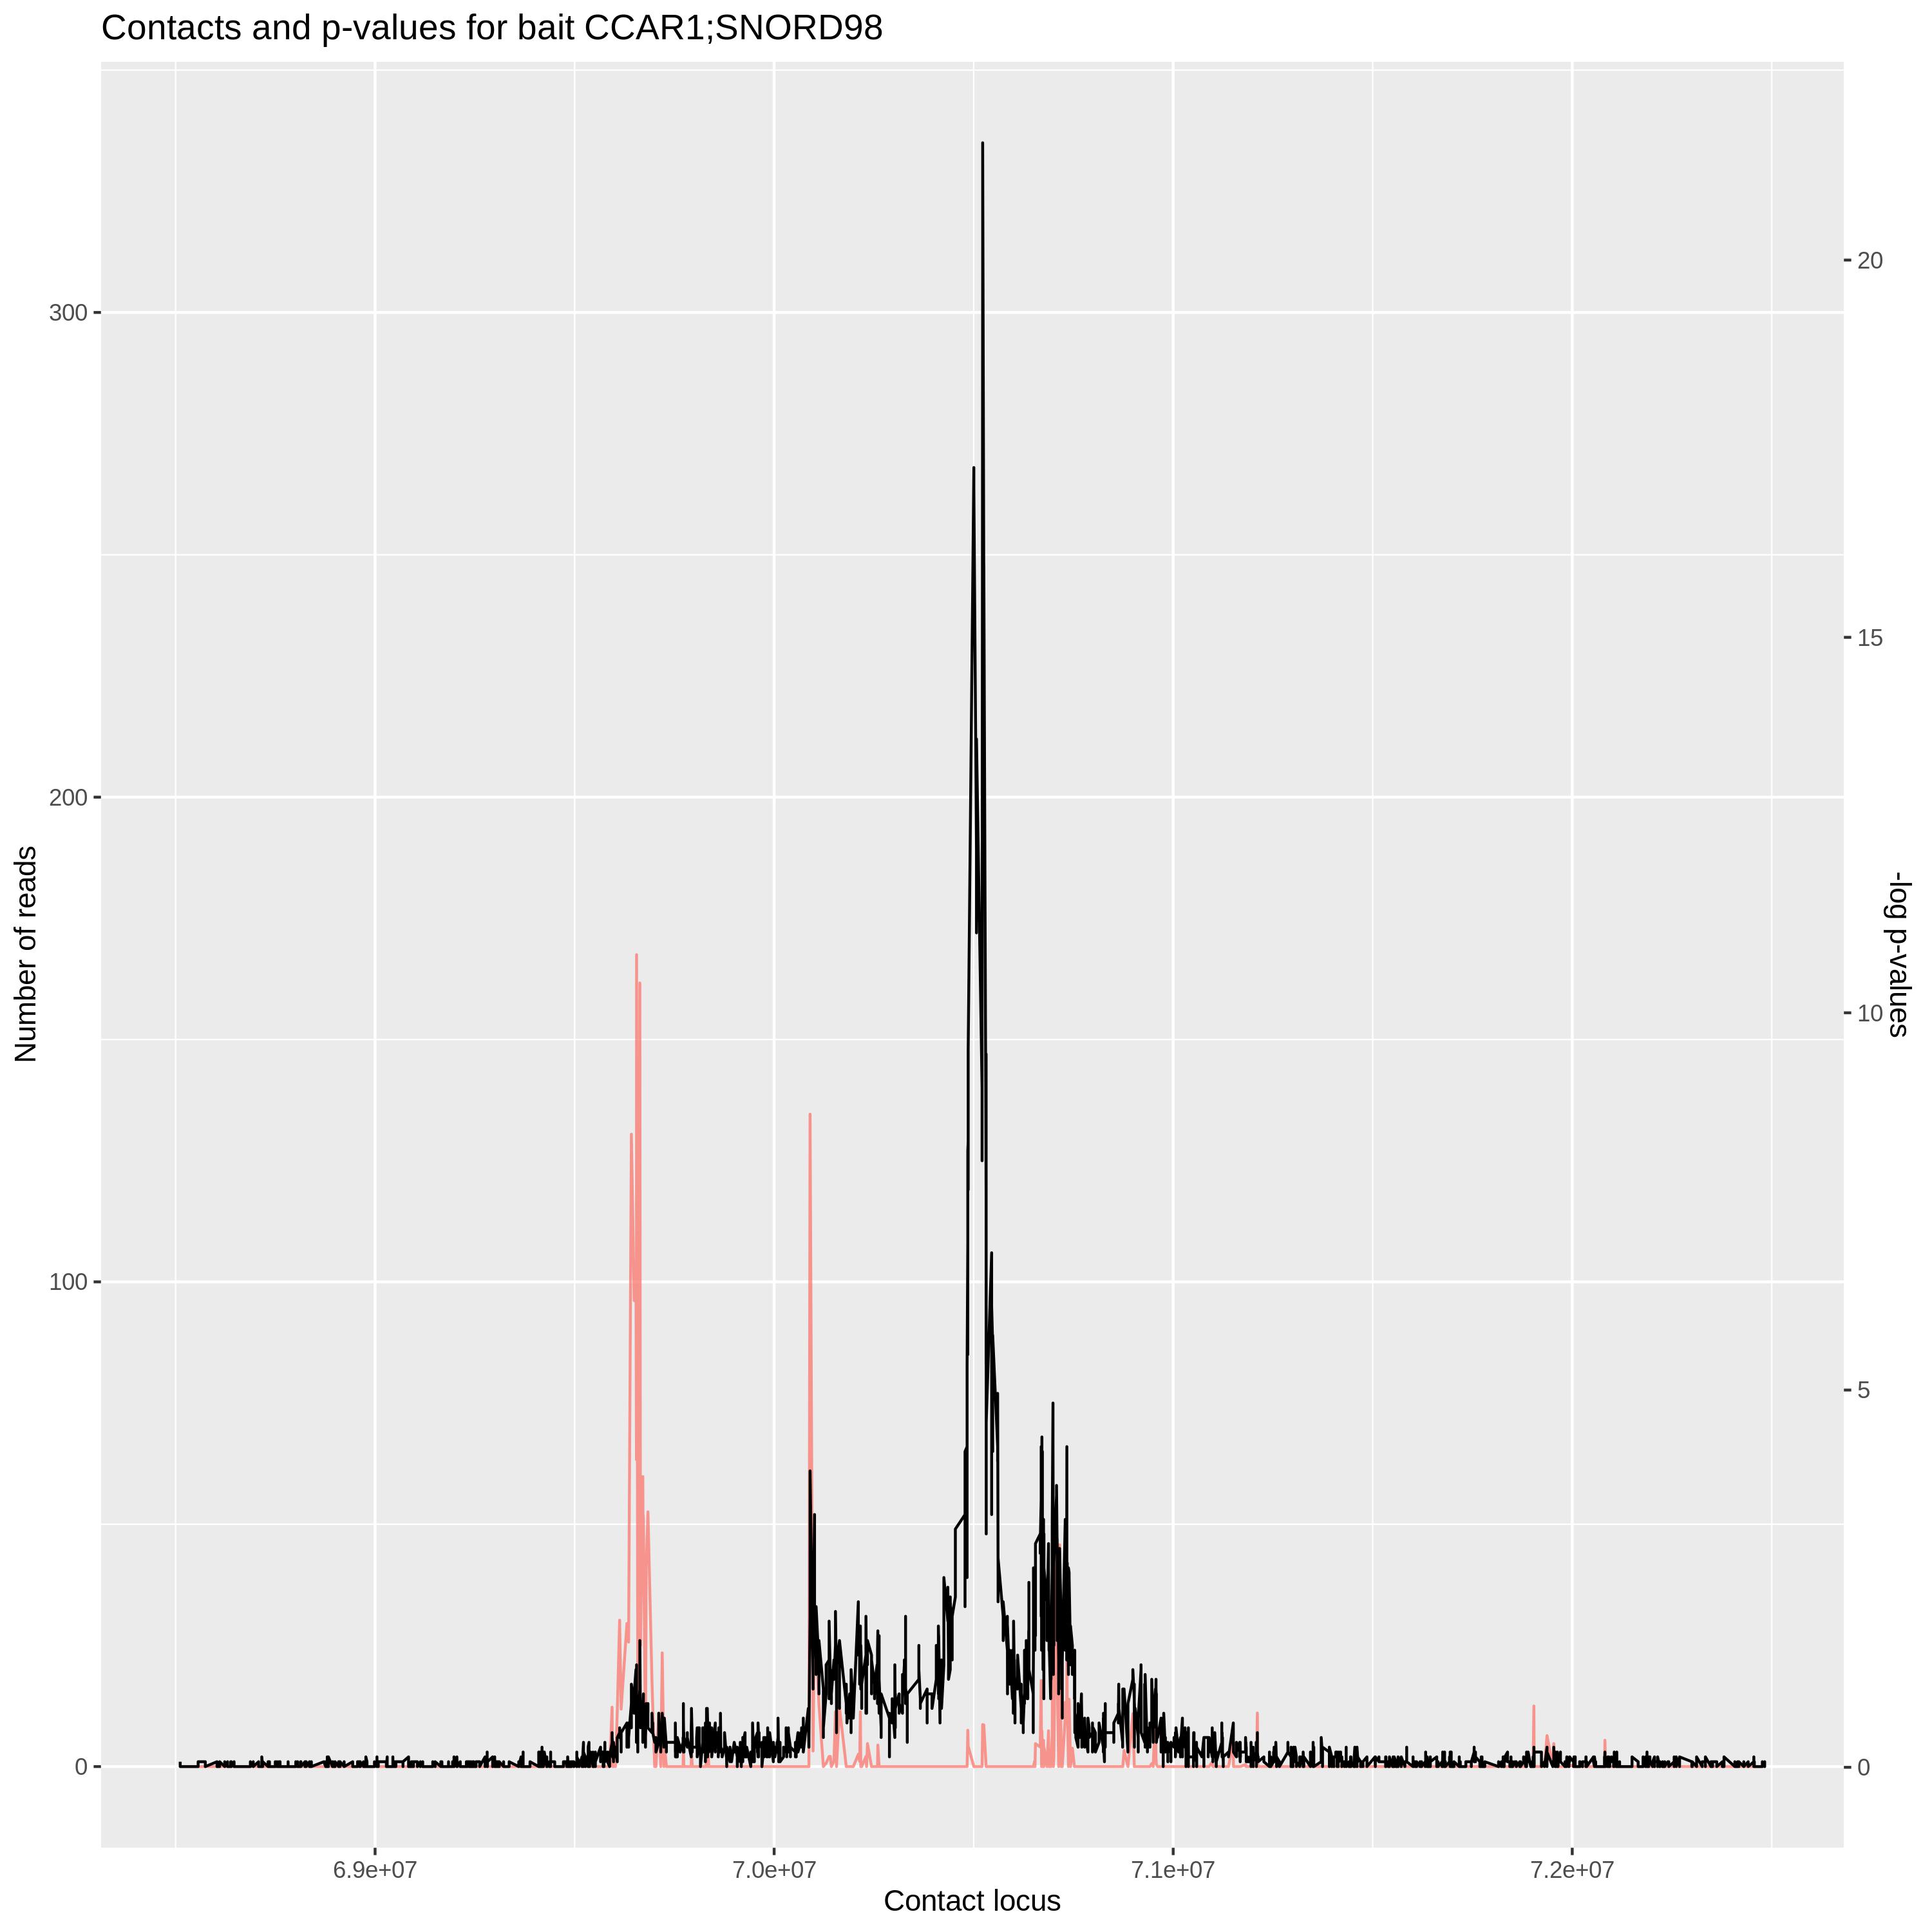 Contacts and p-values for bait CCAR1;SNORD98
300
200
100
0
Number of reads
20
15
10
5
0
-log p-values
6.9e+07
7.0e+07
7.1e+07
7.2e+07
Contact locus